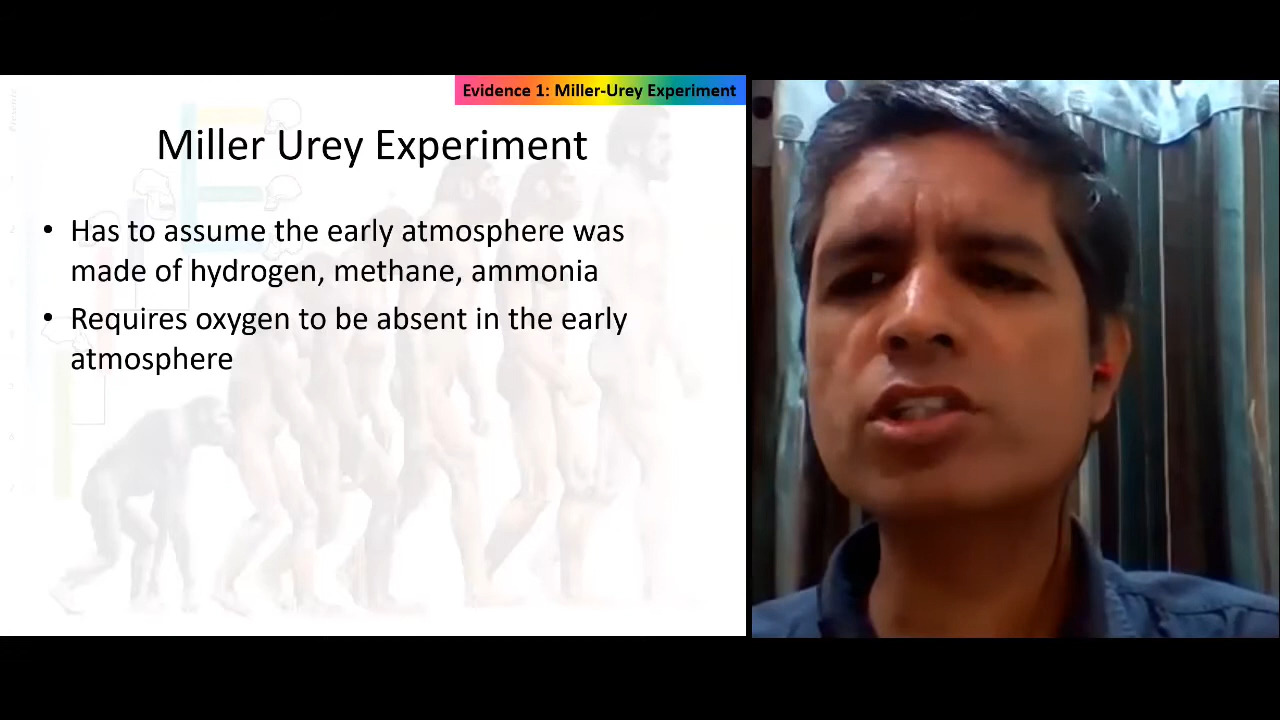 Evidence 1: Miller-Urey Experiment
Miller Urey Experiment
• Has to assume the early atmosphere was
made of hydrogen, methane, ammonia
• Requires oxygen to be absent in the early
atmosphere